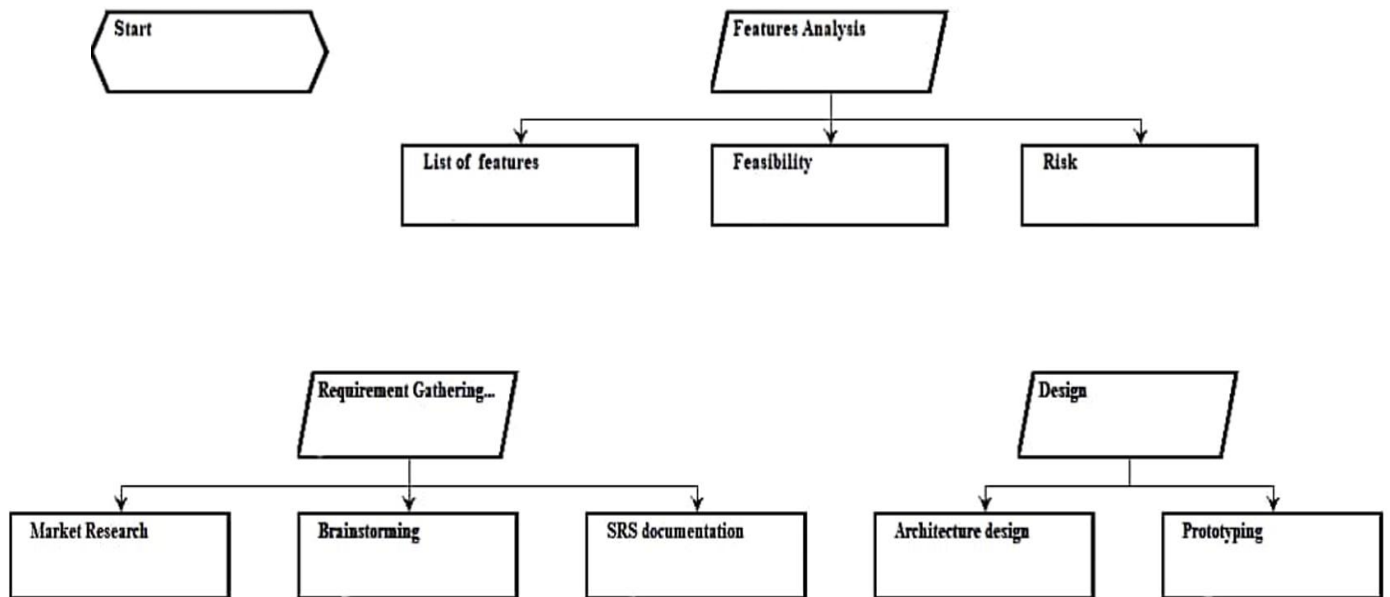 Start
Features Analysis
List of features
Feasibility
Risk
Requirement Gathering...
Design
Market Research
Brainstorming
SRS documentation
Architecture design
Prototyping